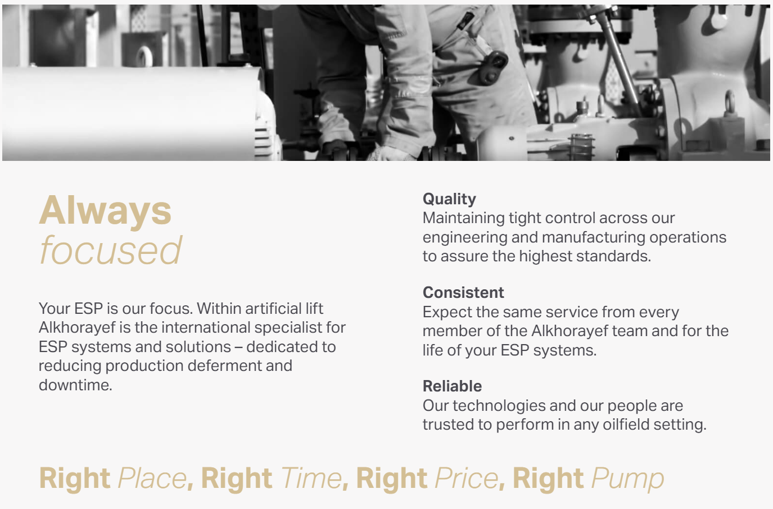 Always
focused
Your ESP is our focus. Within artificial lift
Alkhorayef is the international specialist for
ESP systems and solutions – dedicated to
reducing production deferment and
downtime.
Quality
Maintaining tight control across our
engineering and manufacturing operations
to assure the highest standards.
Consistent
Expect the same service from every
member of the Alkhorayef team and for the
life of your ESP systems.
Reliable
Our technologies and our people are
trusted to perform in any oilfield setting.
Right Place, Right Time, Right Price, Right Pump